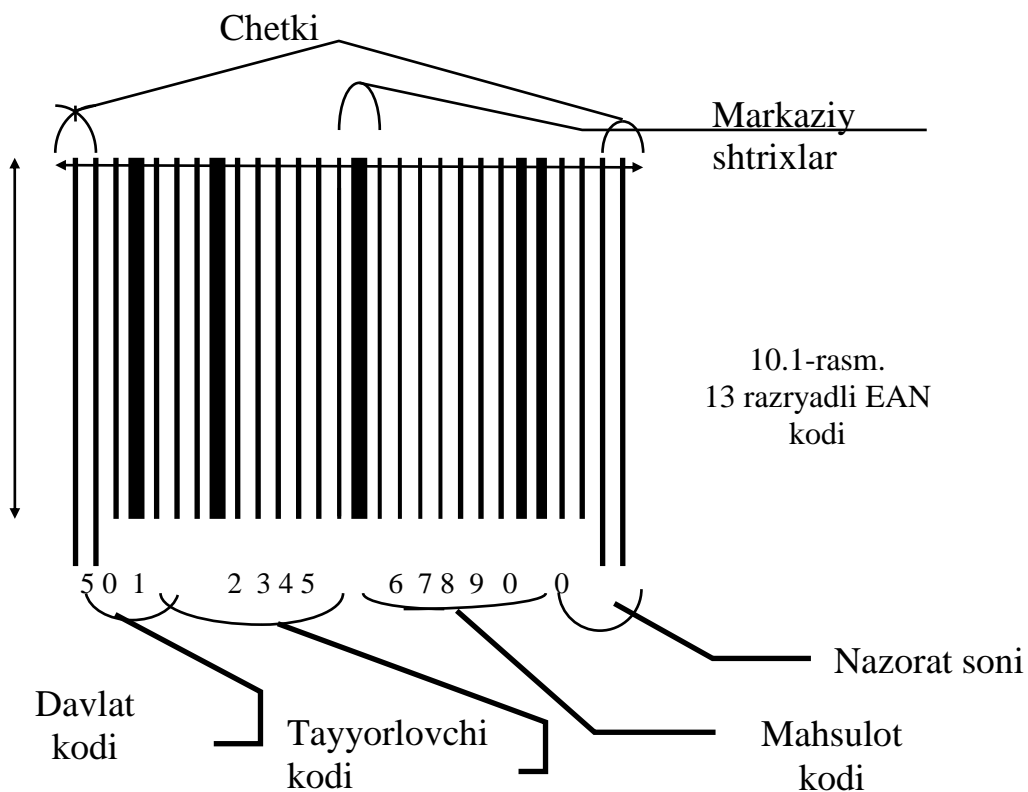 Chetki
Markaziy
shtrixlar
10.1-rasm.
13 razryadli EAN
kodi
5 0 1 2 3 4 5 6 7 8 9 0 0
Nazorat soni
Davlat
kodi
Tayyorlovchi
kodi
Mahsulot
kodi